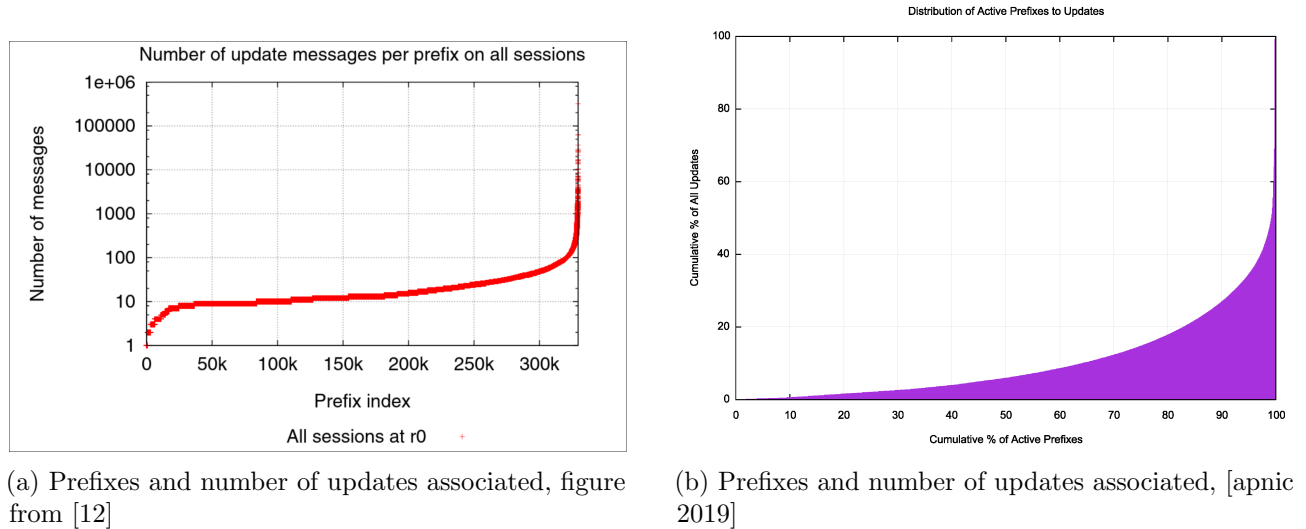 Number of update messages per prefix on all sessions
1e+06
100000
10000
1000
100
10
1
Number of messages
0 50k 100k 150k 200k 250k 300k
Prefix index
All sessions at r0
(a) Prefixes and number of updates associated, figure
from [12]
Distribution of Active Prefixes to Updates
100
80
60
40
20
0
Cumulative % of All Updates
0 10 20 30 40 50 60 70 80 90 100
Cumulative % of Active Prefixes
(b) Prefixes and number of updates associated, [apnic
2019]